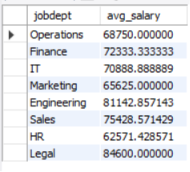 jobdept avg_salary
Operations 68750.000000
Finance 72333.333333
IT 70888.888889
Marketing 65625.000000
Engineering 81142.857143
Sales 75428.571429
HR 62571.428571
Legal 84600.000000